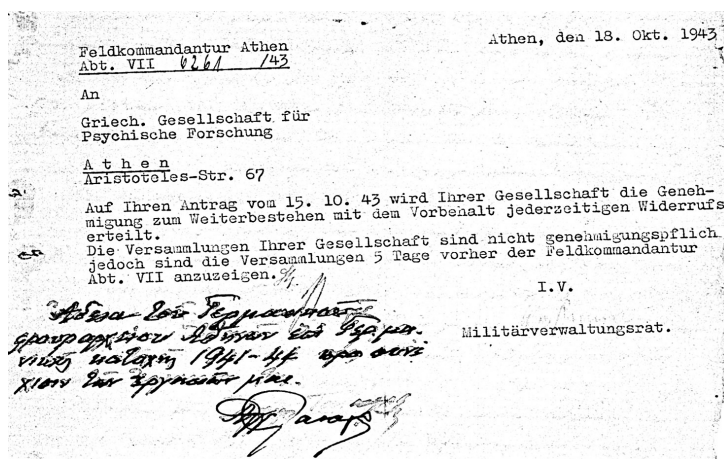 Athen, den 18. Okt. 1943
Feldkommandantur Athen
Abt. VII 6261 /43
An
Griech. Gesellschaft für
Psychische Forschung
A t h e n
Aristoteles-Str. 67
Auf Ihren Antrag vom 15. 10. 43 wird Ihrer Gesellschaft die Geneh-
migung zum Weiterbestehen mit dem Vorbehalt jederzeitigen Widerrufs
erteilt.
Die Versammlungen Ihrer Gesellschaft sind nicht genehmigungspflich
jedoch sind die Versammlungen 5 Tage vorher der Feldkommandantur
Abt. VII anzuzeigen.
I.V.
Militärverwaltungsrat.
Άδεια του Γερμανικού
φρουραρχείου Αθηνών επί Γερμα-
νικής κατοχής 1941-44 προ συνέ
χισιν των εργασιών μας.